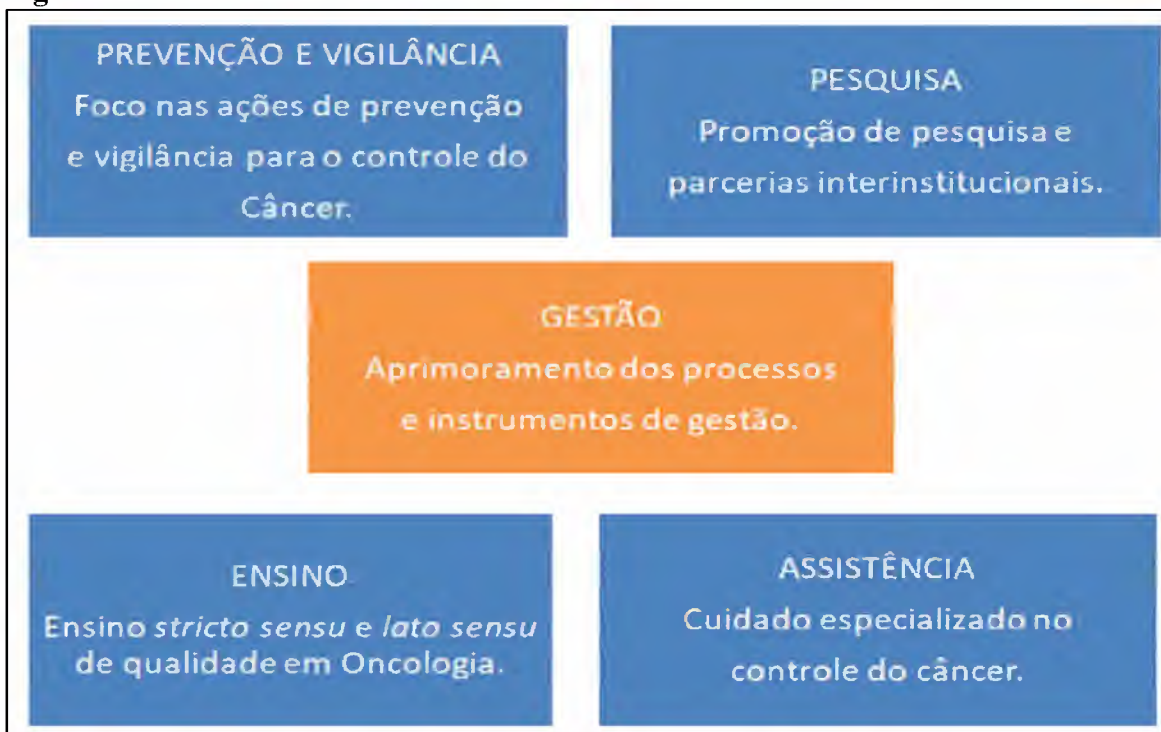 PREVENÇÃO E VIGILÂNCIA
Foco nas ações de prevenção
e vigilância para o controle do
Câncer.
PESQUISA
Promoção de pesquisa e
parcerias interinstitucionais.
GESTÃO
Aprimoramento dos processos
e instrumentos de gestão.
ENSINO
Ensino stricto sensu e lato sensu
de qualidade em Oncologia.
ASSISTÊNCIA
Cuidado especializado no
controle do câncer.